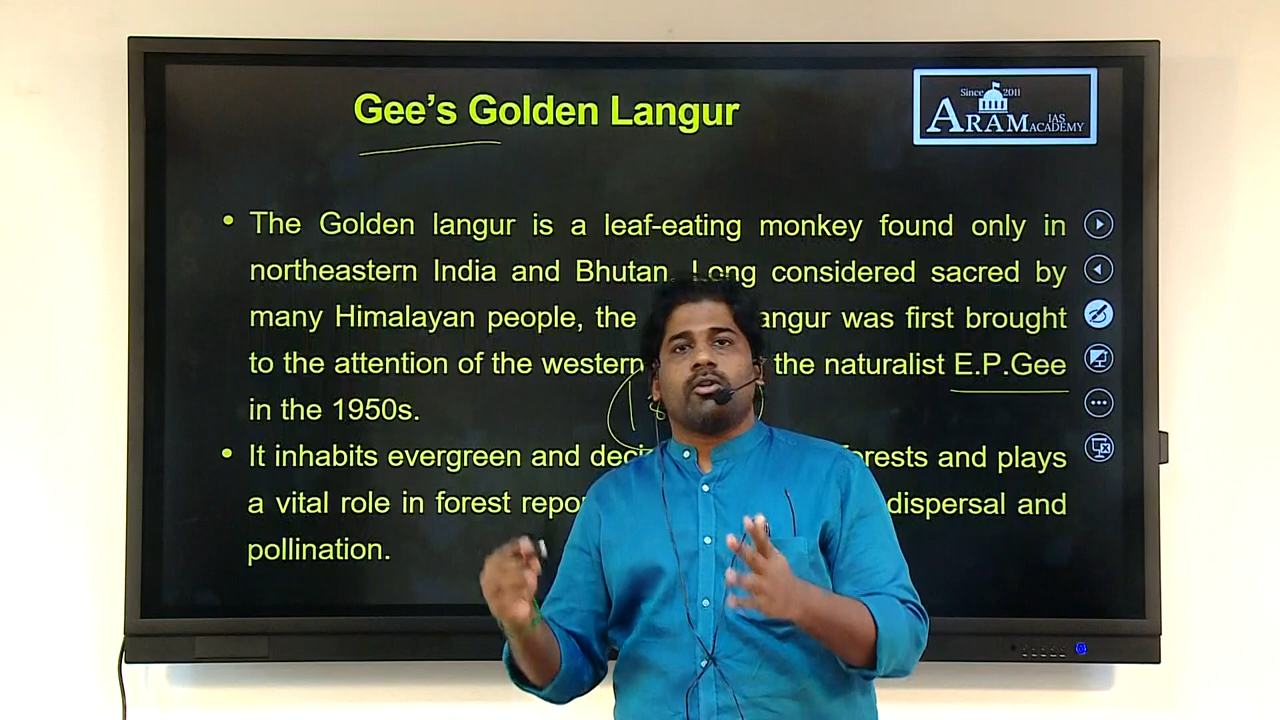 Gee's Golden Langur
Since 2011
ARAM IAS ACADEMY
• The Golden langur is a leaf-eating monkey found only in
northeastern India and Bhutan. Long considered sacred by
many Himalayan people, the angur was first brought
to the attention of the western the naturalist E.P.Gee
in the 1950s.
• It inhabits evergreen and deci orests and plays
a vital role in forest repo dispersal and
pollination.